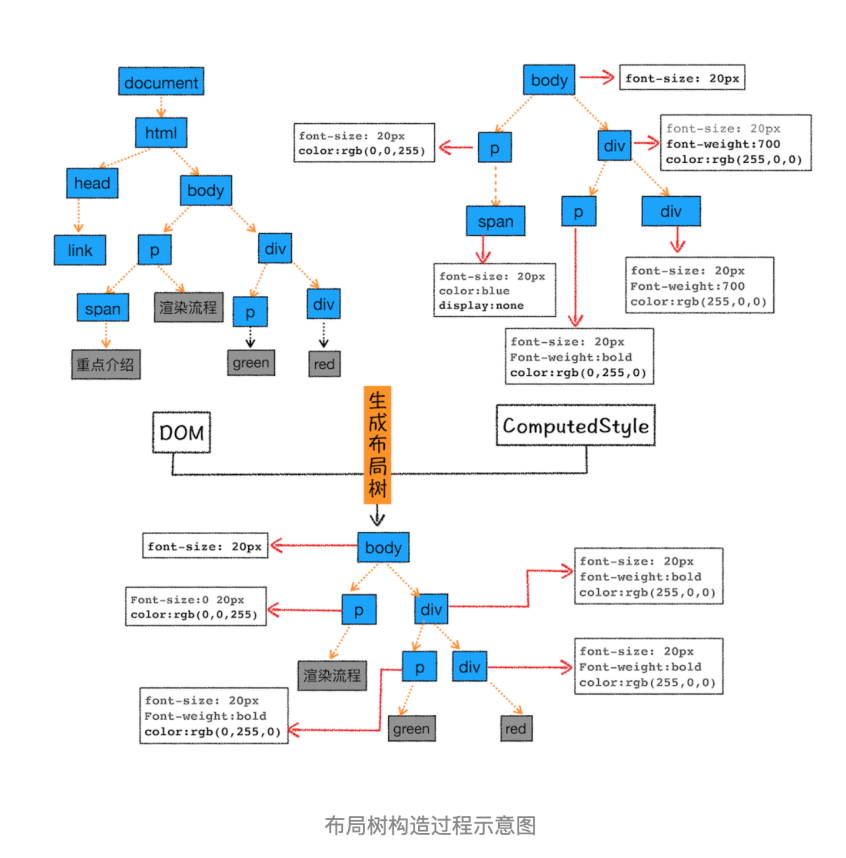 document
html
head
body
link
p
div
span
渲染流程
p
div
重点介绍
green
red
body
font-size: 20px
font-size: 20px
color:rgb(0,0,255)
p
div
font-size: 20px
font-weight:700
color:rgb(255,0,0)
span
p
div
font-size: 20px
color:blue
display:none
font-size: 20px
Font-weight:700
color:rgb(255,0,0)
font-size: 20px
Font-weight:bold
color:rgb(0,255,0)
DOM
生成布局树
ComputedStyle
font-size: 20px
body
font-size: 20px
font-weight:bold
color:rgb(255,0,0)
Font-size:0 20px
color:rgb(0,0,255)
p
div
渲染流程
p
div
font-size: 20px
Font-weight:bold
color:rgb(255,0,0)
font-size: 20px
Font-weight:bold
color:rgb(0,255,0)
green
red
布局树构造过程示意图